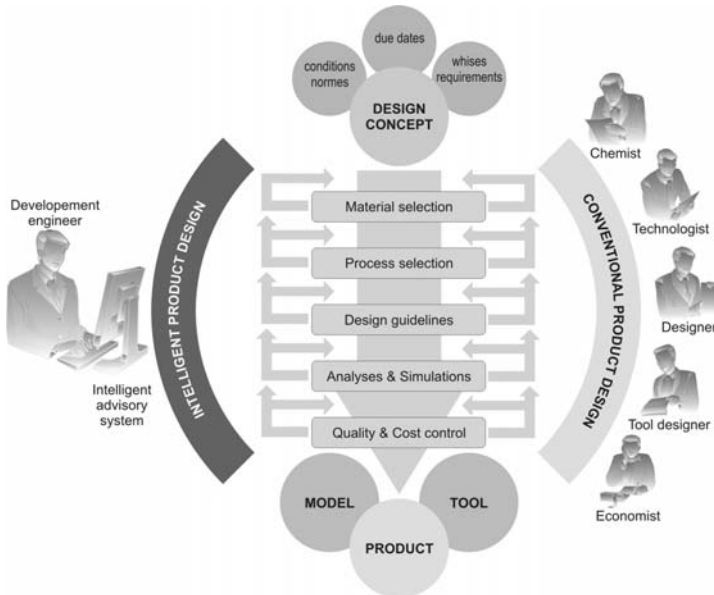 due dates
conditions
normes
whises
requirements
DESIGN
CONCEPT
Chemist
Developement
engineer
Material selection
Technologist
INTELLIGENT PRODUCT DESIGN
CONVENTIONAL PRODUCT DESIGN
Process selection
Design guidelines
Designer
Intelligent
advisory
system
Analyses & Simulations
Tool designer
Quality & Cost control
MODEL
TOOL
Economist
PRODUCT